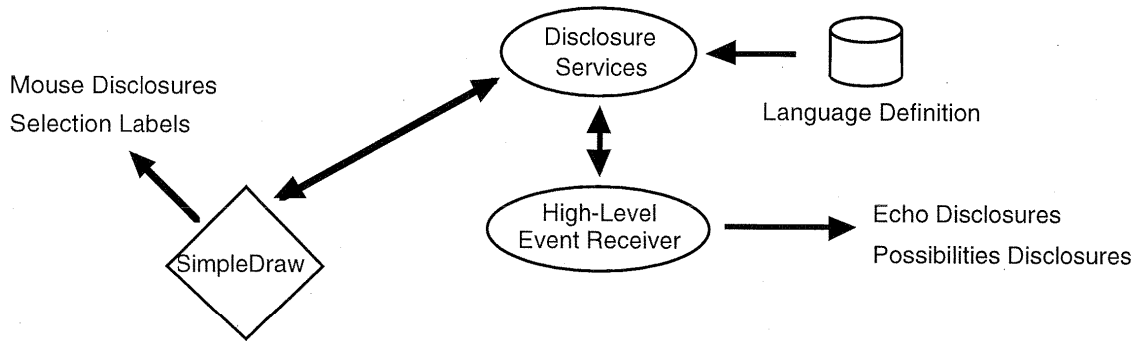 Disclosure
Services
Mouse Disclosures
Selection Labels
Language Definition
High-Level
Event Receiver
Echo Disclosures
Possibilities Disclosures
SimpleDraw